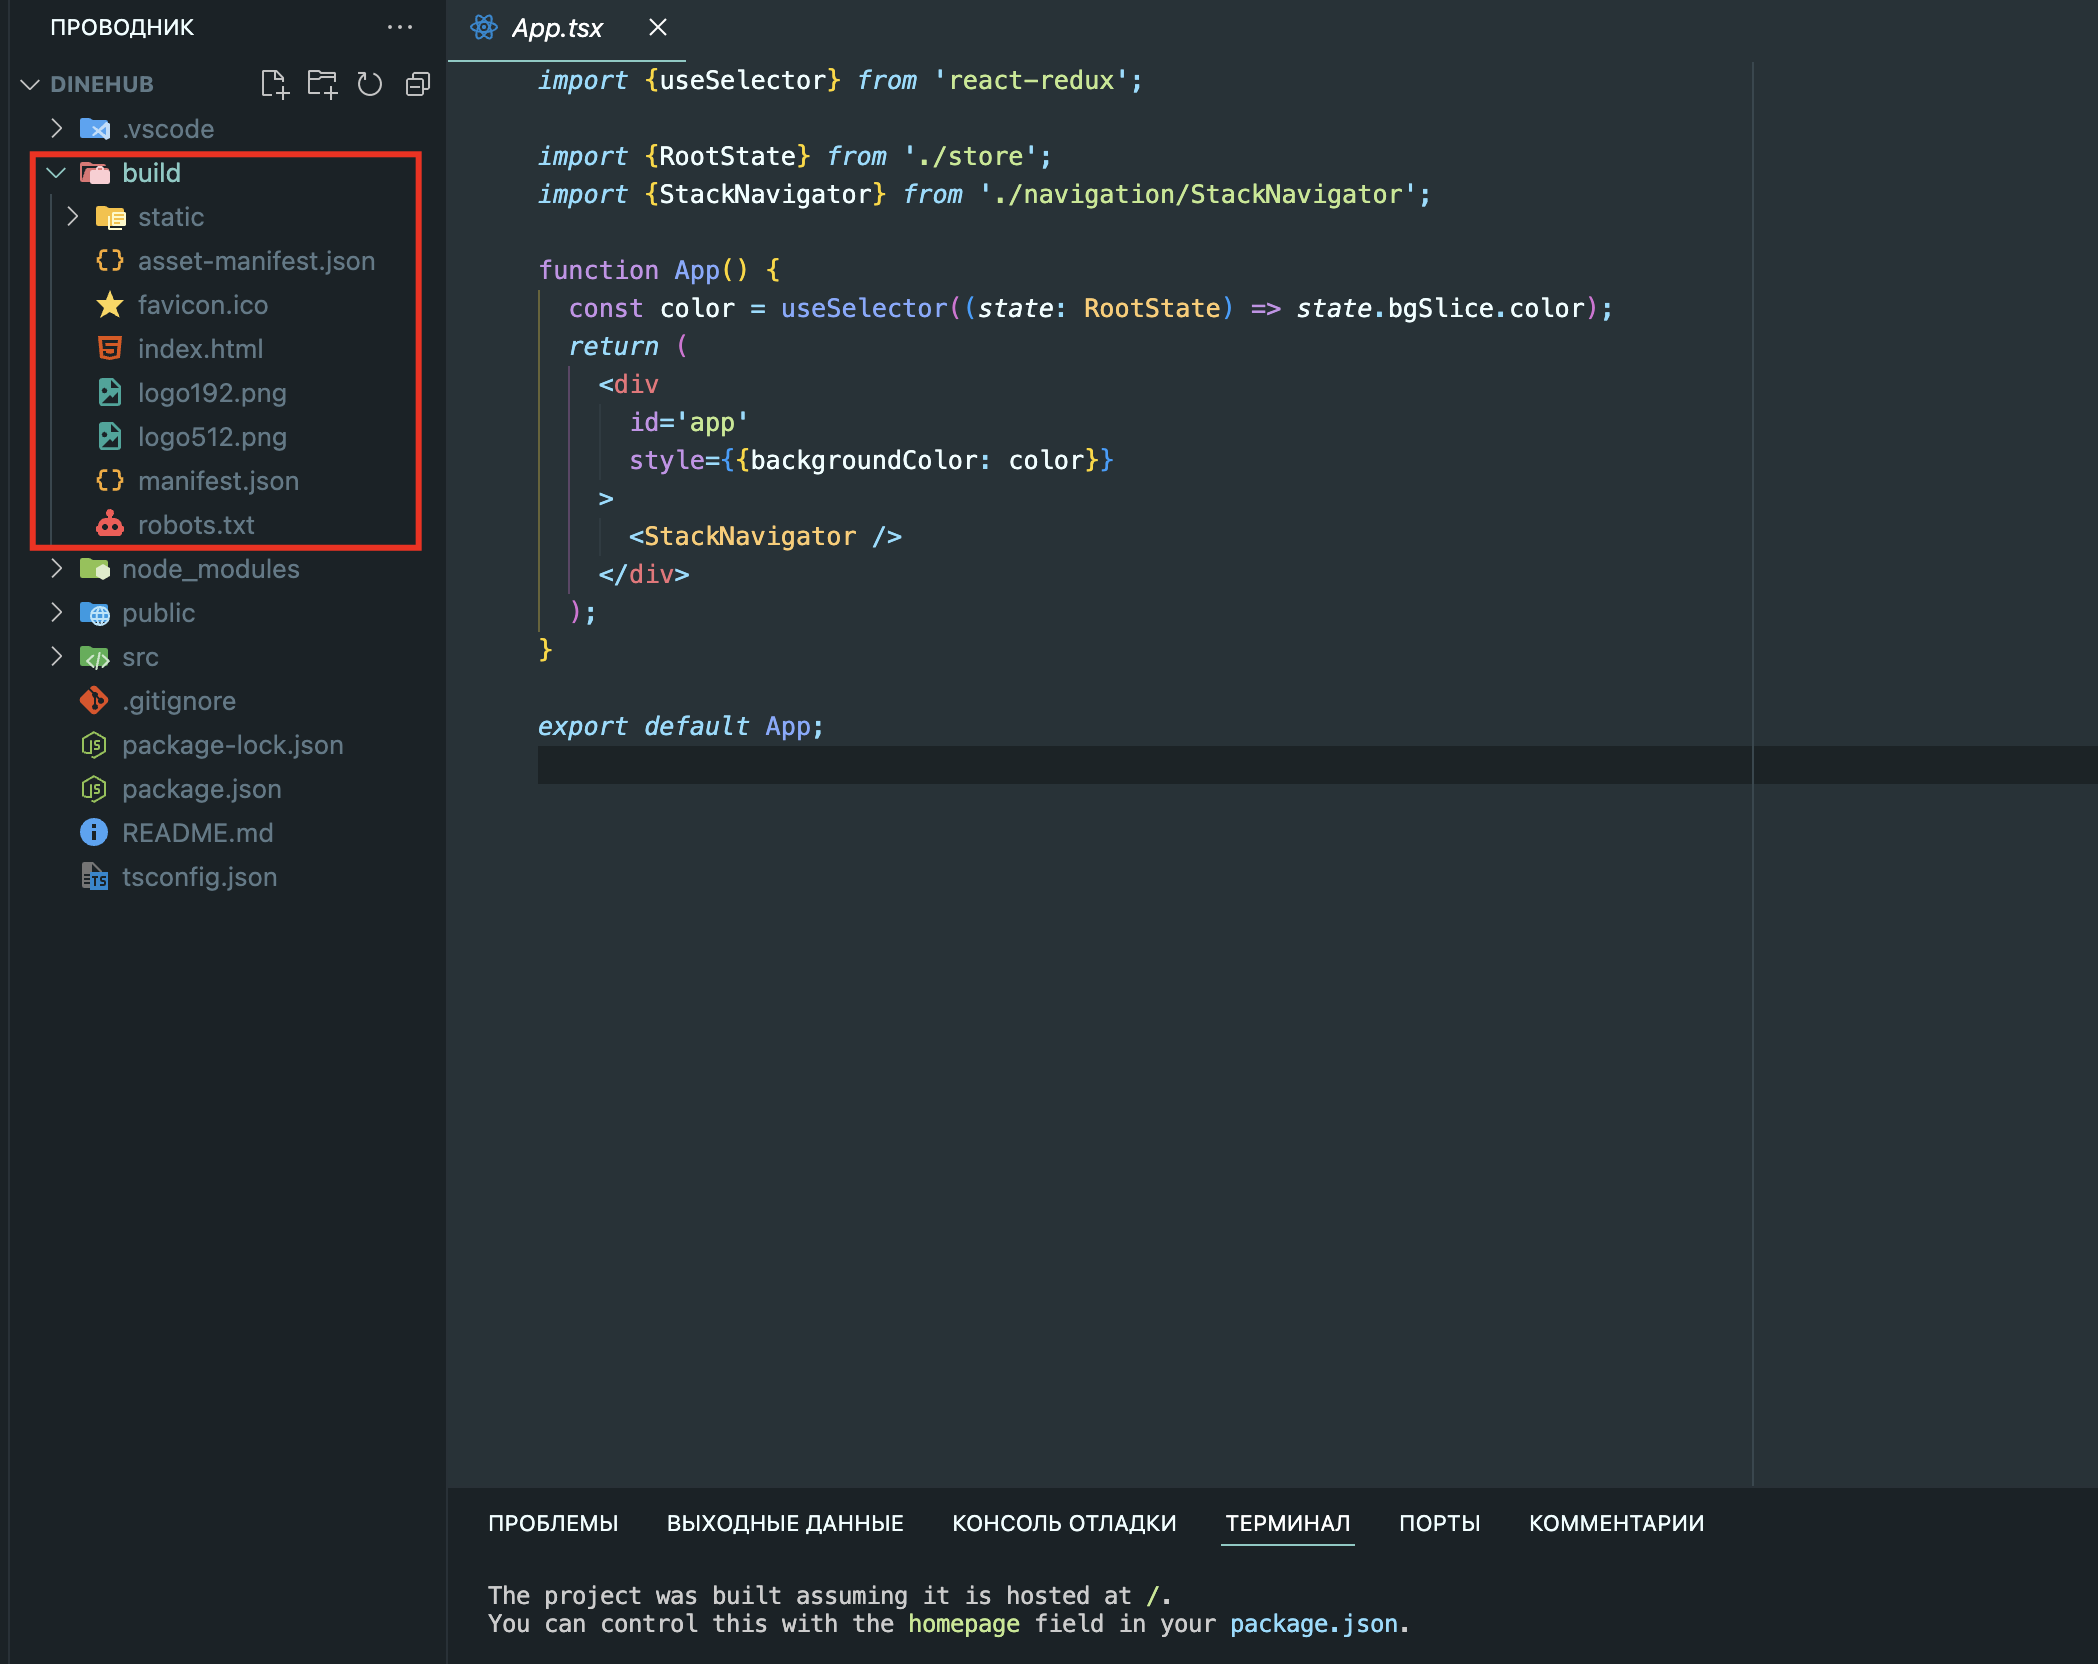 ПРОВОДНИК
DINEHUB
.vscode
build
static
asset-manifest.json
favicon.ico
index.html
logo192.png
logo512.png
manifest.json
robots.txt
node_modules
public
src
.gitignore
package-lock.json
package.json
README.md
tsconfig.json
App.tsx
import {useSelector} from 'react-redux';
import {RootState} from './store';
import {StackNavigator} from './navigation/StackNavigator';
function App() {
const color = useSelector((state: RootState) => state.bgSlice.color);
return (
<div
id='app'
style={{backgroundColor: color}}
>
<StackNavigator />
</div>
);
}
export default App;
ПРОБЛЕМЫ ВЫХОДНЫЕ ДАННЫЕ КОНСОЛЬ ОТЛАДКИ ТЕРМИНАЛ ПОРТЫ КОММЕНТАРИИ
The project was built assuming it is hosted at /.
You can control this with the homepage field in your package.json.